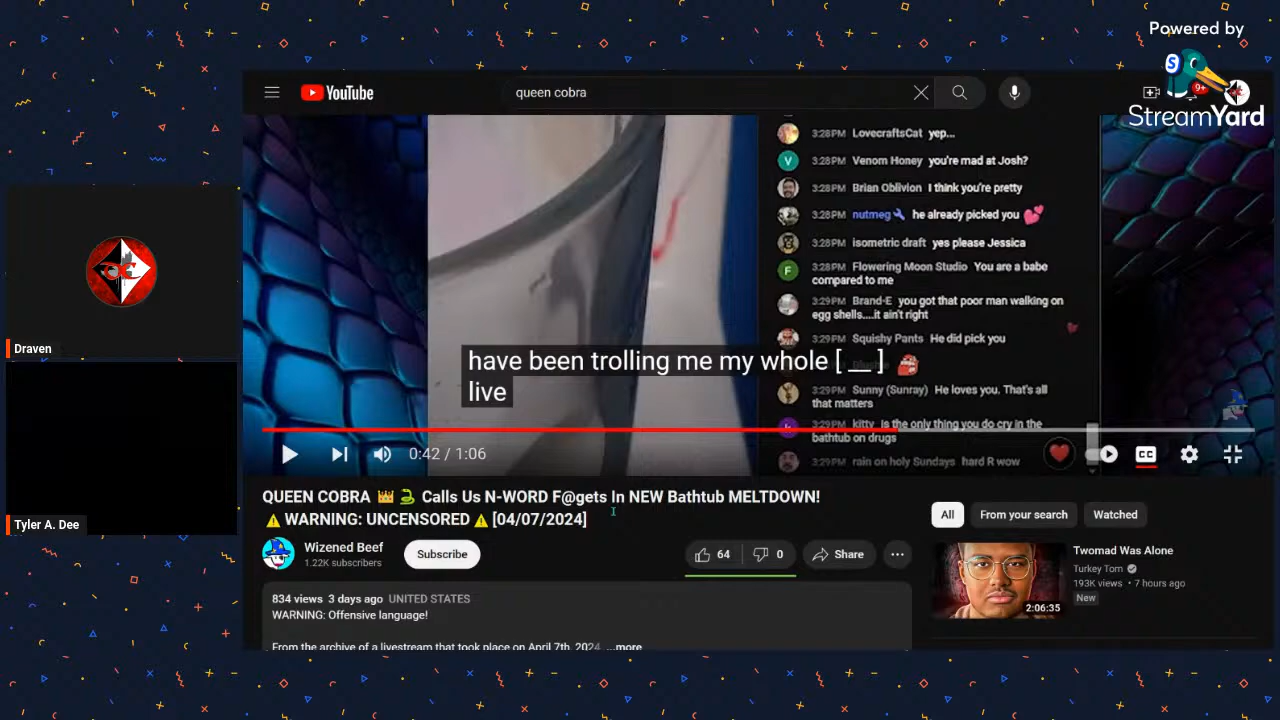 Powered by
StreamYard
YouTube
queen cobra
9+
3:28PM LovecraftsCat yep...
V
3:28PM Venom Honey you're mad at Josh?
3:28PM Brian Oblivion I think you're pretty
3:28PM nutmeg he already picked you 💕
3:28PM isometric draft yes please Jessica
F
3:28PM Flowering Moon Studio You are a babe
compared to me
3:29PM Brand-E you got that poor man walking on
egg shells....it ain't right
3:29PM Squishy Pants He did pick you
3:29PM Sunny (Sunray) He loves you. That's all
that matters
k
3:29PM kitty is the only thing you do cry in the
bathtub on drugs
3:29PM rain on holy Sundays hard R wow
have been trolling me my whole [ __ ]
live
0:42 / 1:06
CC
QUEEN COBRA 👑 🐍 Calls Us N-WORD F@gets In NEW Bathtub MELTDOWN!
⚠️ WARNING: UNCENSORED ⚠️ [04/07/2024]
Wizened Beef
1.22K subscribers
Subscribe
64
0
Share
834 views 3 days ago UNITED STATES
WARNING: Offensive language!
From the archive of a livestream that took place on April 7th, 2024 ...more
All
From your search
Watched
Twomad Was Alone
Turkey Tom
193K views • 7 hours ago
New
2:06:35
Draven
Tyler A. Dee